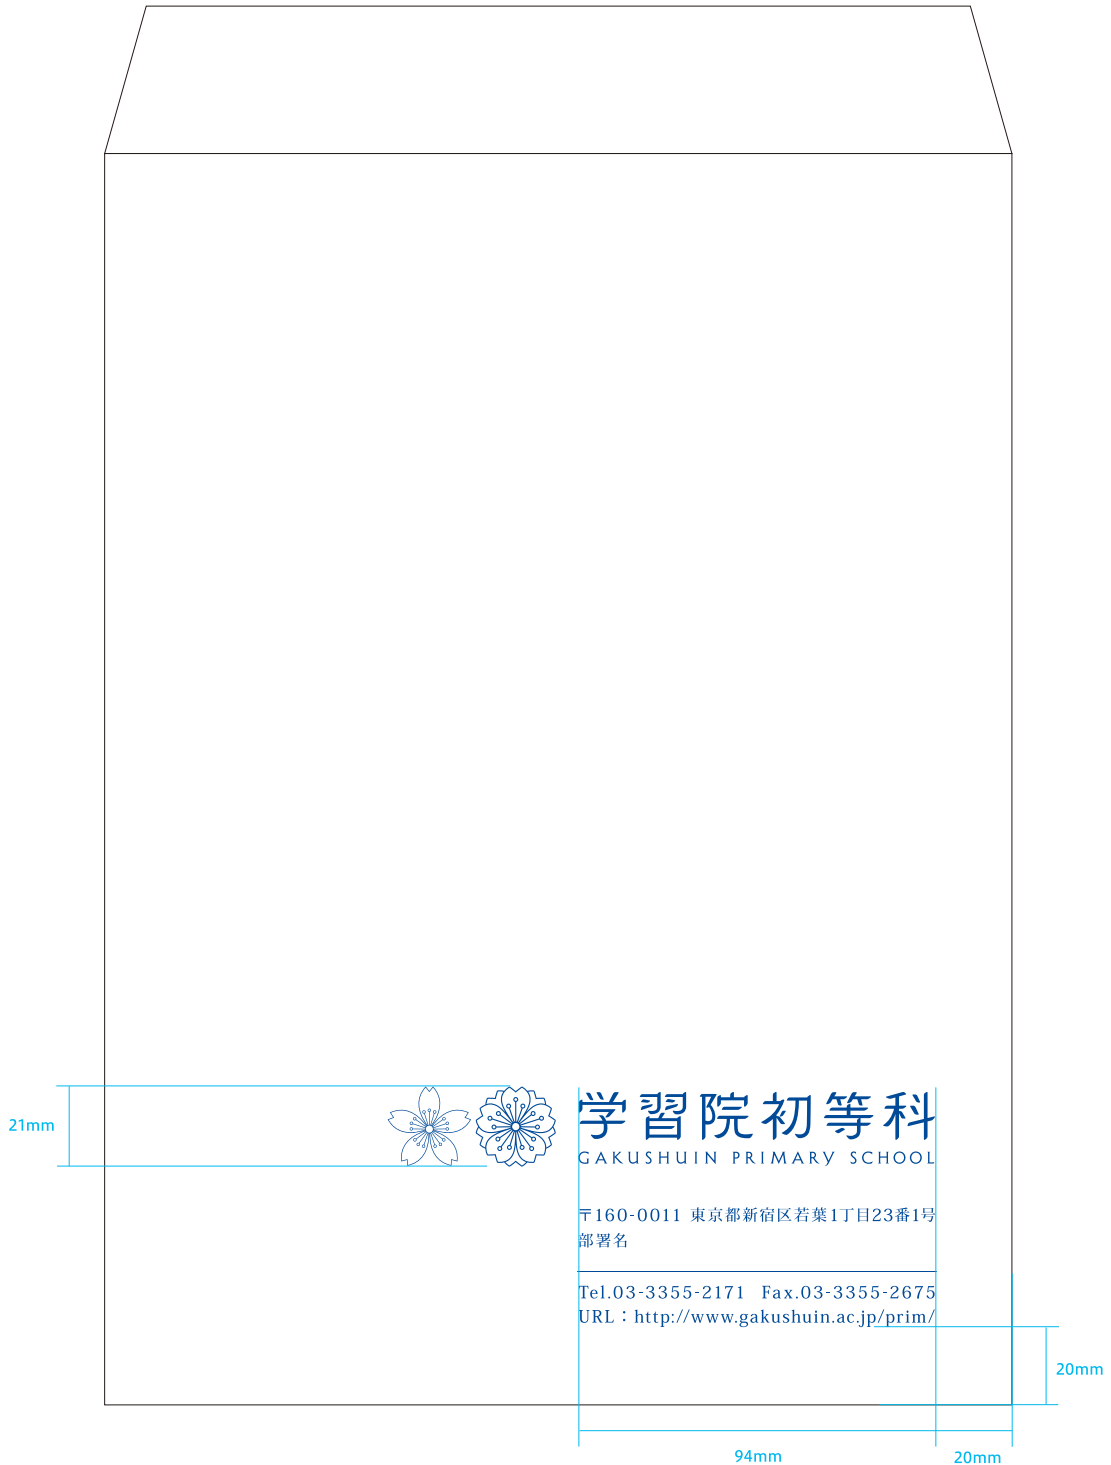 21mm
学習院初等科
GAKUSHUIN PRIMARY SCHOOL
〒160-0011 東京都新宿区若葉1丁目23番1号
部署名
Tel.03-3355-2171 Fax.03-3355-2675
URL：http://www.gakushuin.ac.jp/prim/
20mm
94mm
20mm